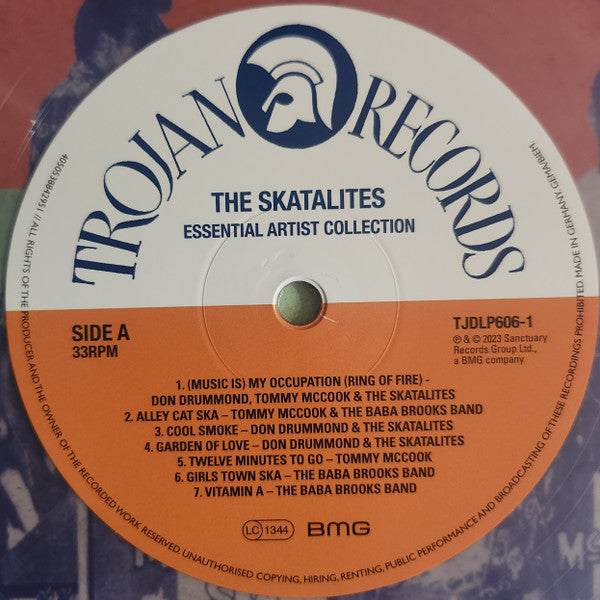 TROJAN RECORDS
THE SKATALITES
ESSENTIAL ARTIST COLLECTION
SIDE A
33RPM
TJDLP606-1
℗ & © 2023 Sanctuary
Records Group Ltd.,
a BMG company
1. (MUSIC IS) MY OCCUPATION (RING OF FIRE) -
DON DRUMMOND, TOMMY MCCOOK & THE SKATALITES
2. ALLEY CAT SKA – TOMMY MCCOOK & THE BABA BROOKS BAND
3. COOL SMOKE – DON DRUMMOND & THE SKATALITES
4. GARDEN OF LOVE – DON DRUMMOND & THE SKATALITES
5. TWELVE MINUTES TO GO – TOMMY MCCOOK
6. GIRLS TOWN SKA – THE BABA BROOKS BAND
7. VITAMIN A – THE BABA BROOKS BAND
LC 1344 BMG
4050538842951 // ALL RIGHTS OF THE PRODUCER AND THE OWNER OF THE RECORDED WORK RESERVED. UNAUTHORISED COPYING, HIRING, RENTING, PUBLIC PERFORMANCE AND BROADCASTING OF THESE RECORDINGS PROHIBITED. MADE IN GERMANY. GEMA/BIEM